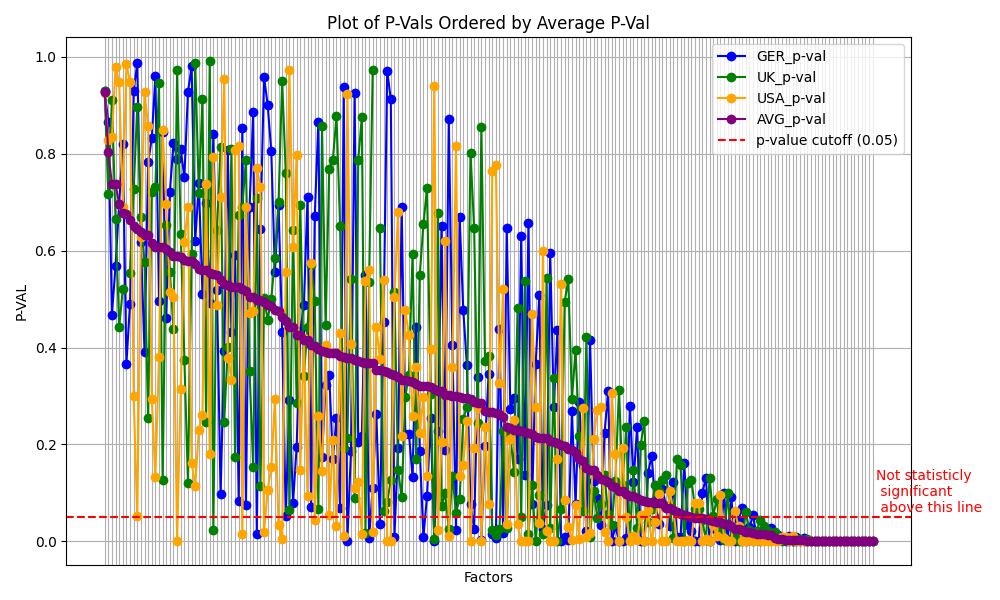 Plot of P-Vals Ordered by Average P-Val
1.0
0.8
0.6
0.4
0.2
0.0
P-VAL
Factors
GER_p-val
UK_p-val
USA_p-val
AVG_p-val
p-value cutoff (0.05)
Not statisticly
significant
above this line